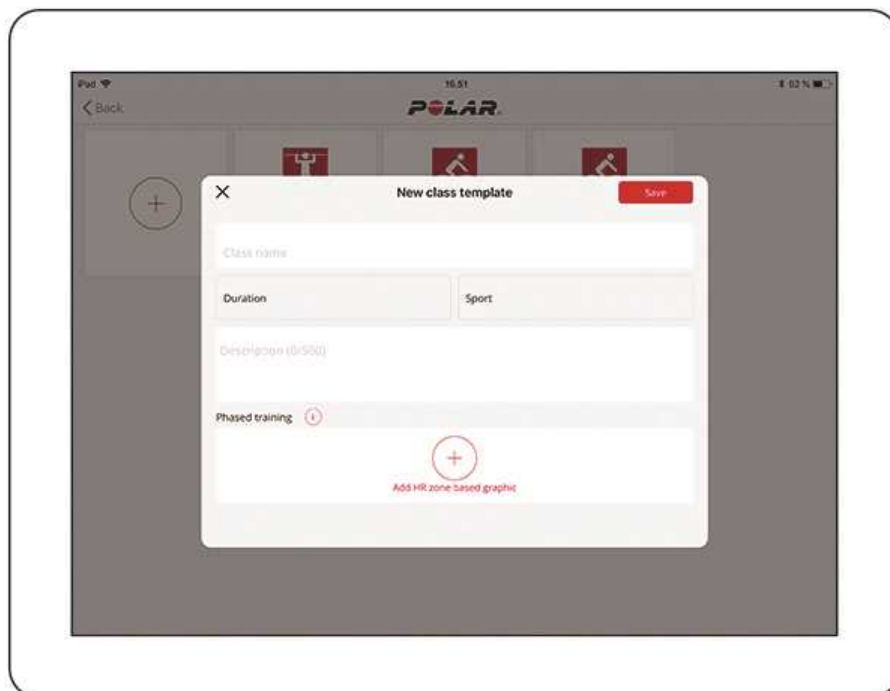 iPad 16.51 62 %
Back POLAR
New class template Save
Class name
Duration Sport
Description (0/500)
Phased training i
Add HR zone based graphic